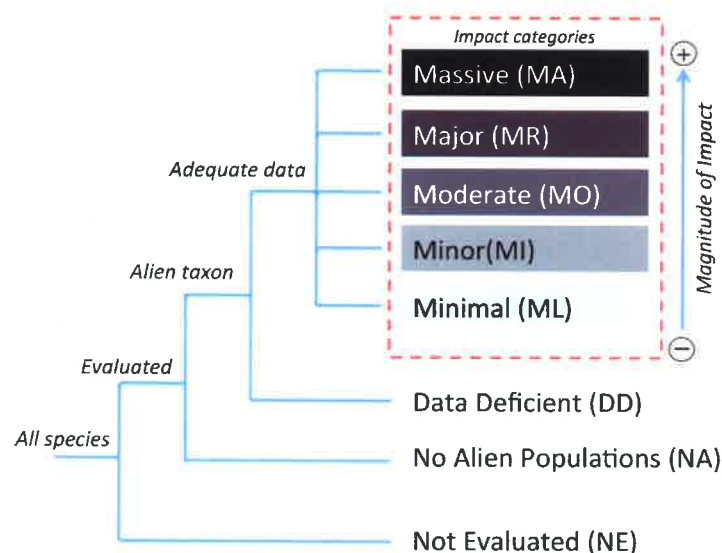 Impact categories
Massive (MA)
Major (MR)
Adequate data
Moderate (MO)
Minor(MI)
Alien taxon
Minimal (ML)
Magnitude of Impact
Evaluated
Data Deficient (DD)
All species
No Alien Populations (NA)
Not Evaluated (NE)